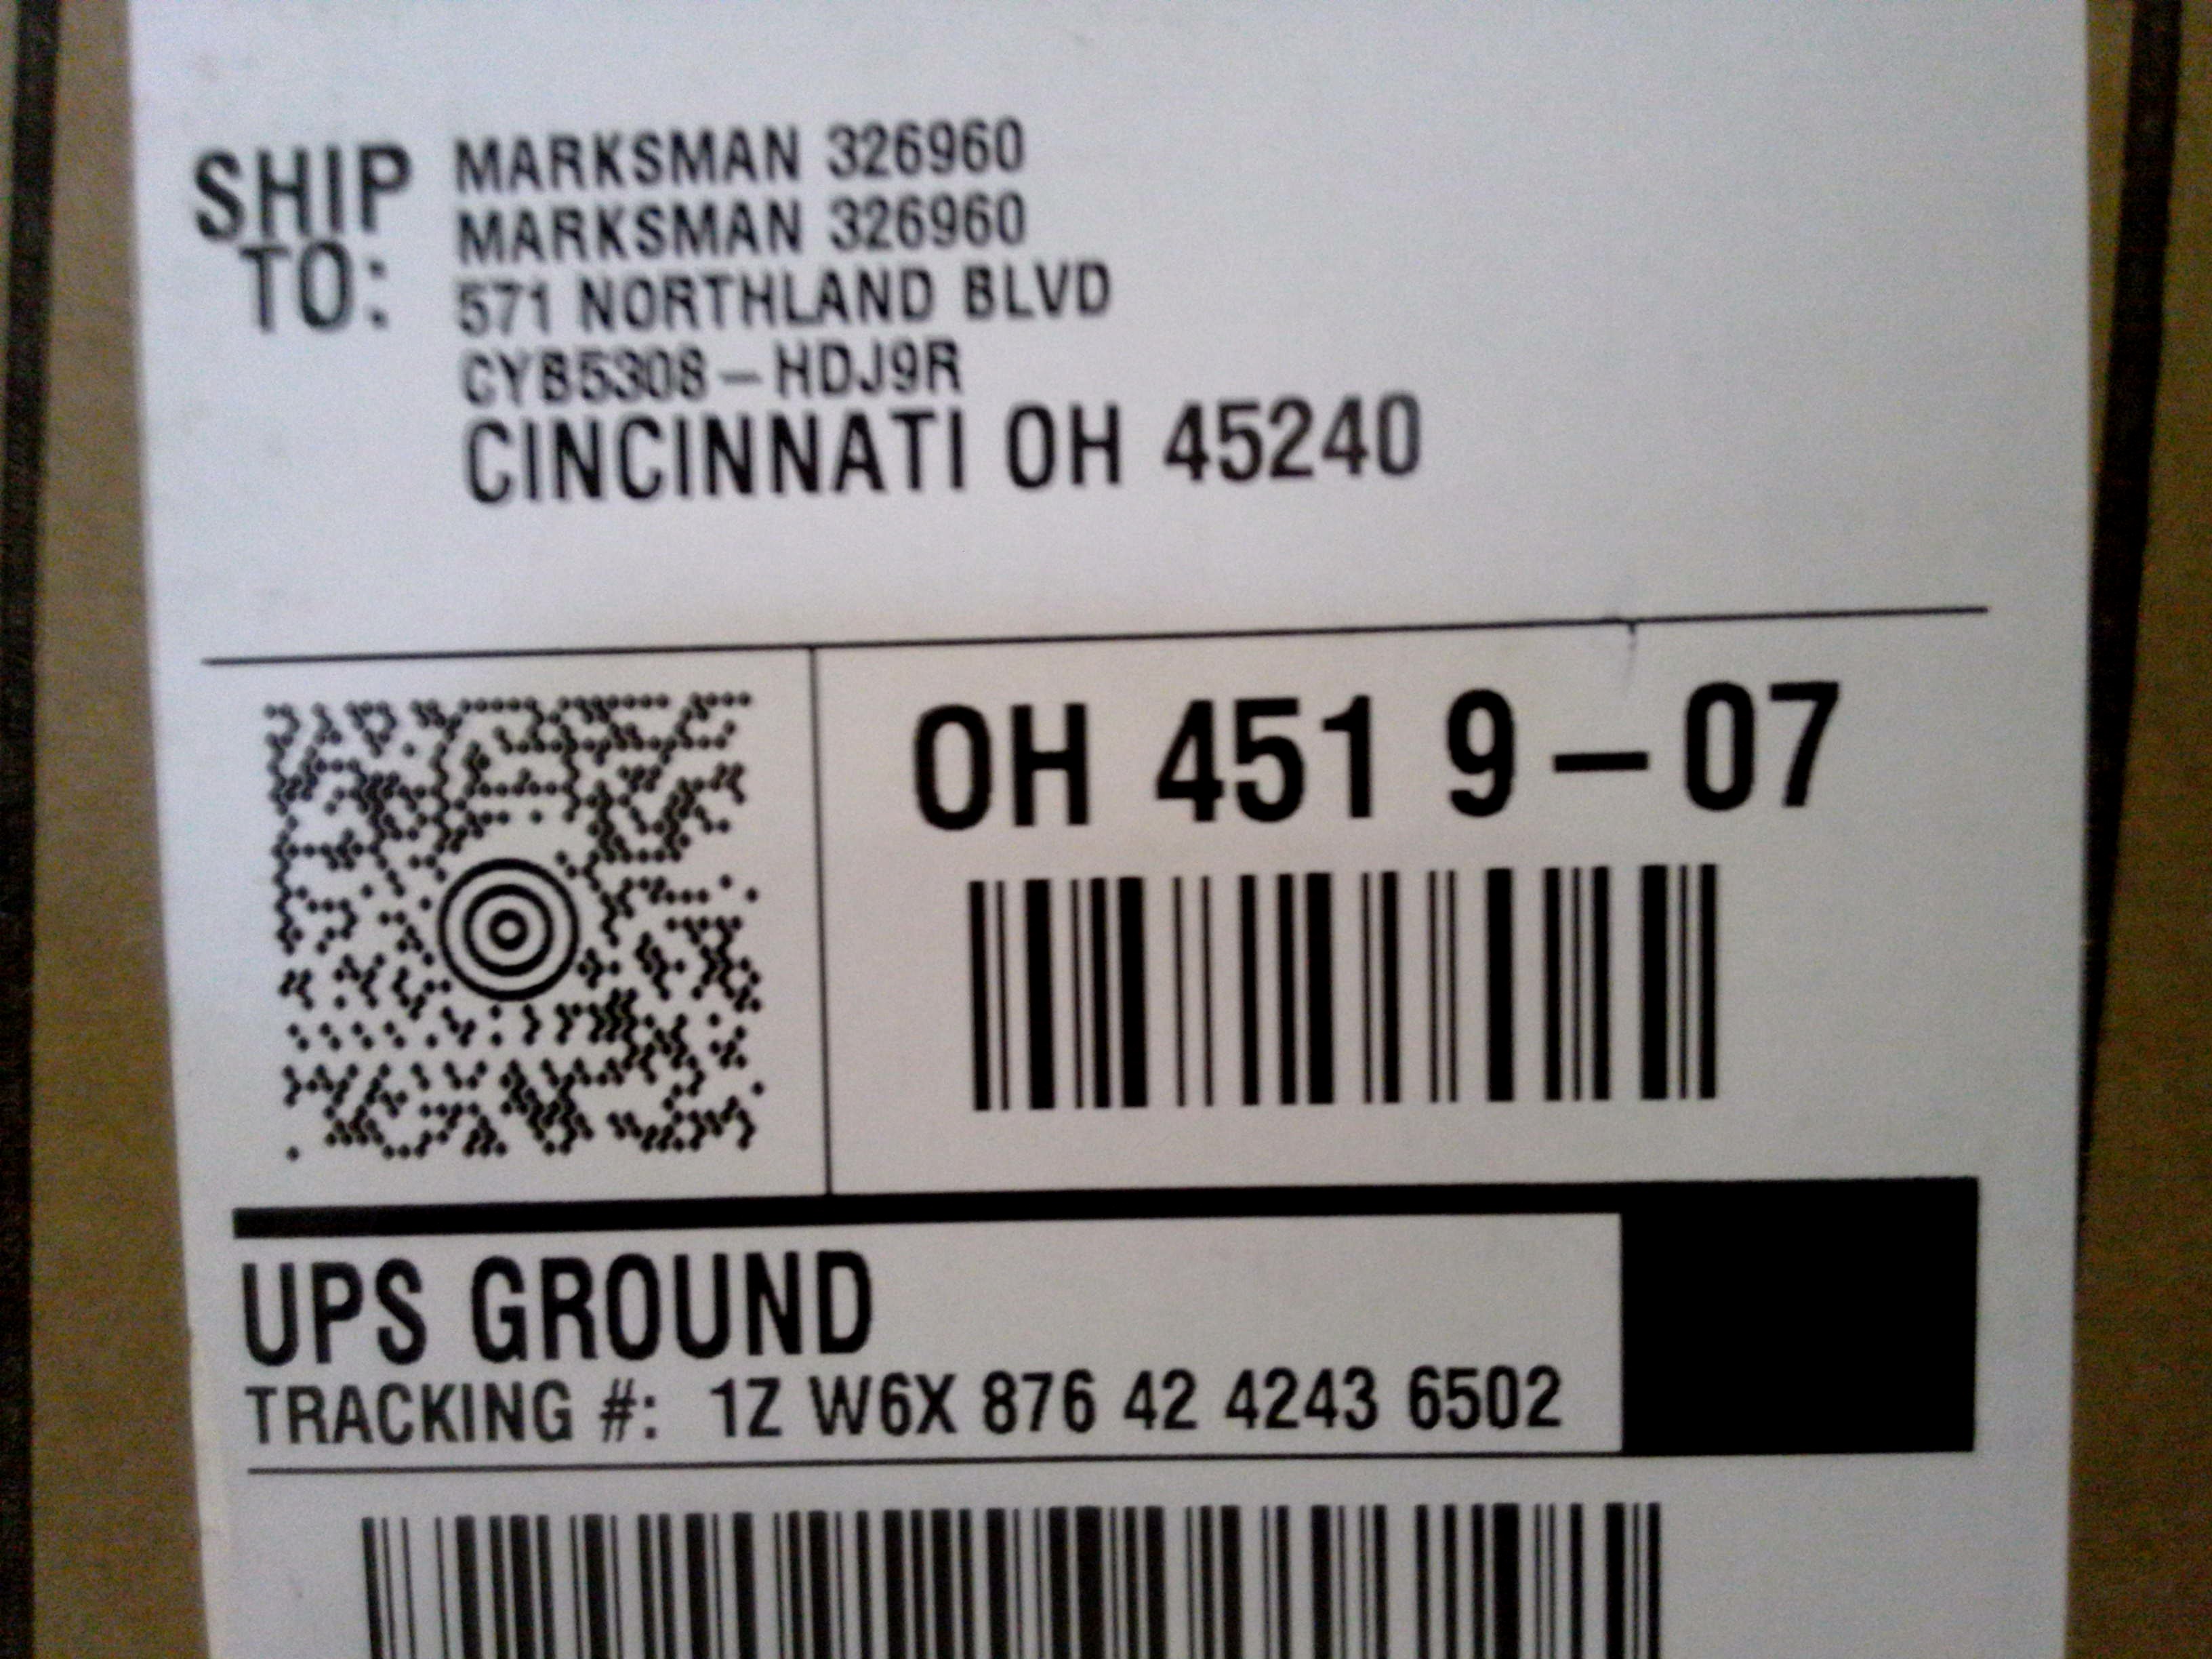 SHIP TO:
MARKSMAN 326960
MARKSMAN 326960
571 NORTHLAND BLVD
CYB5308-HDJ9R
CINCINNATI OH 45240
OH 451 9-07
UPS GROUND
TRACKING #: 1Z W6X 876 42 4243 6502